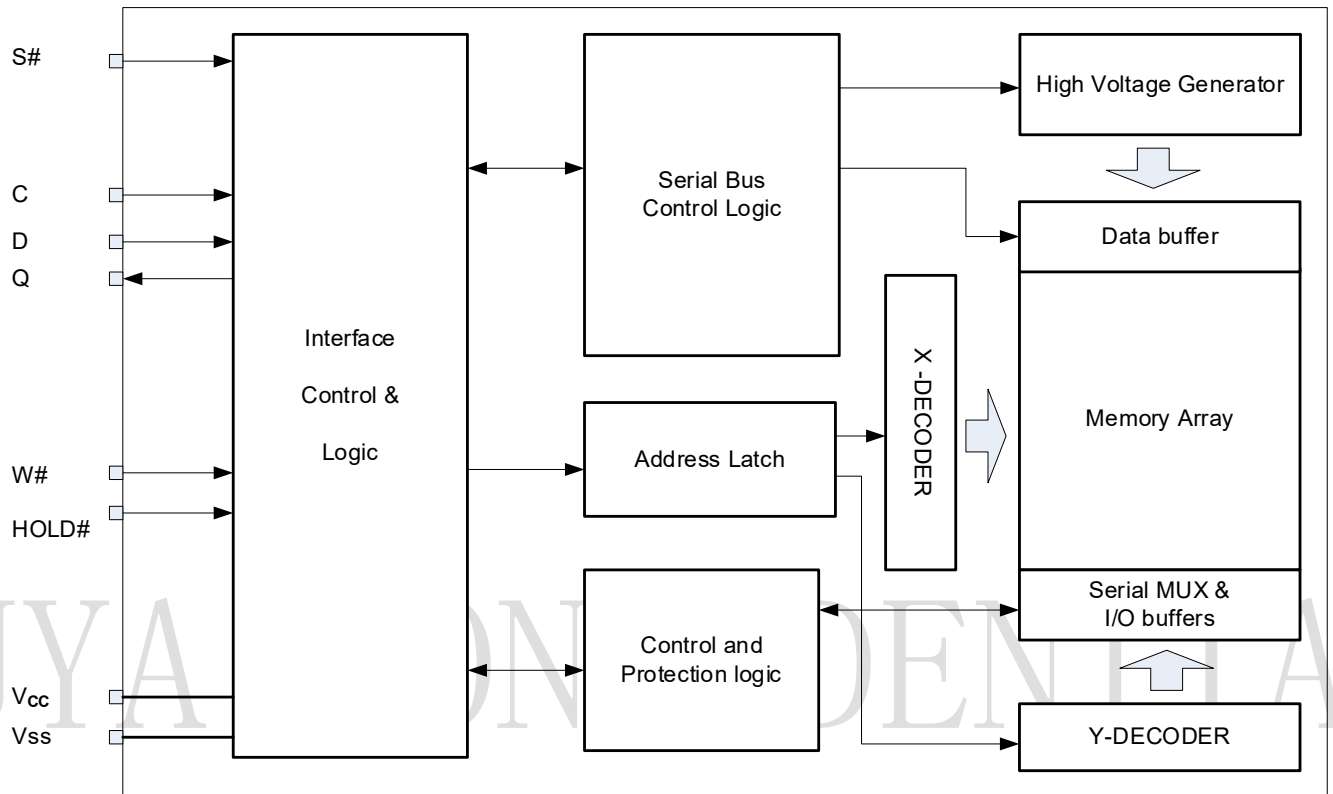 S#
C
D
Q
W#
HOLD#
Vcc
Vss
Interface
Control &
Logic
Serial Bus
Control Logic
Address Latch
Control and
Protection logic
X -DECODER
High Voltage Generator
Data buffer
Memory Array
Serial MUX &
I/O buffers
Y-DECODER